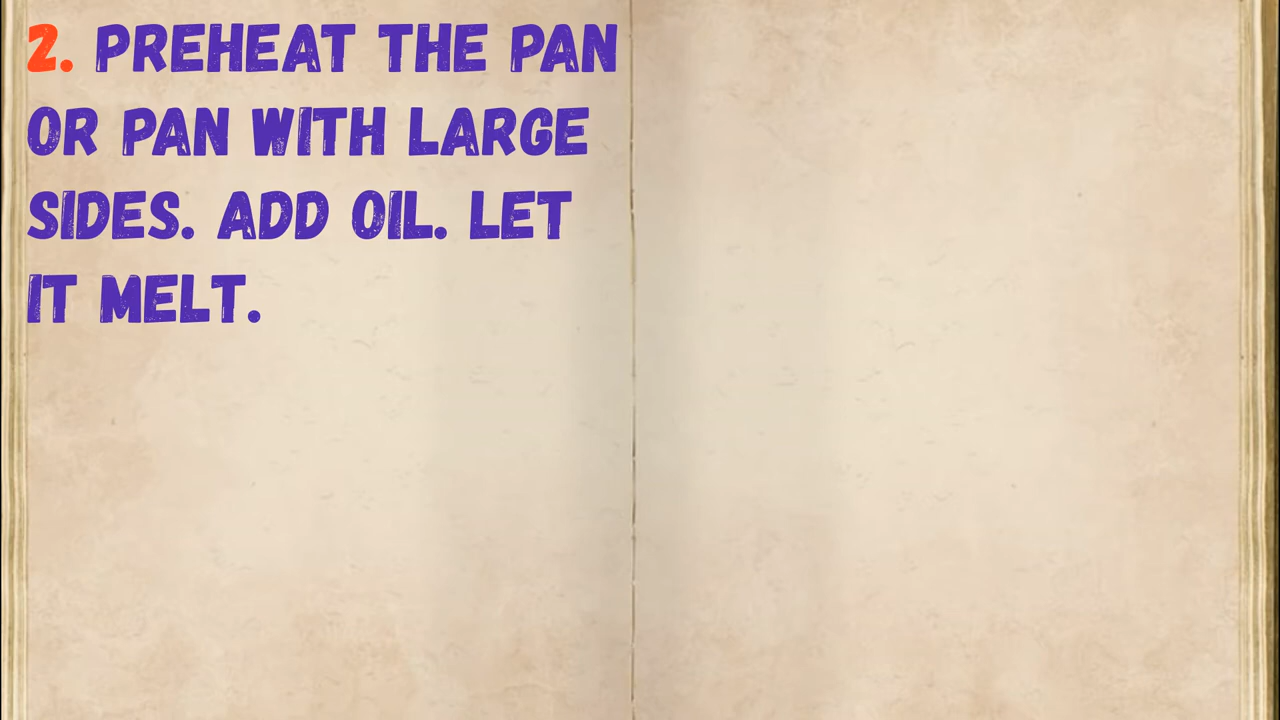 2. PREHEAT THE PAN
OR PAN WITH LARGE
SIDES. ADD OIL. LET
IT MELT.